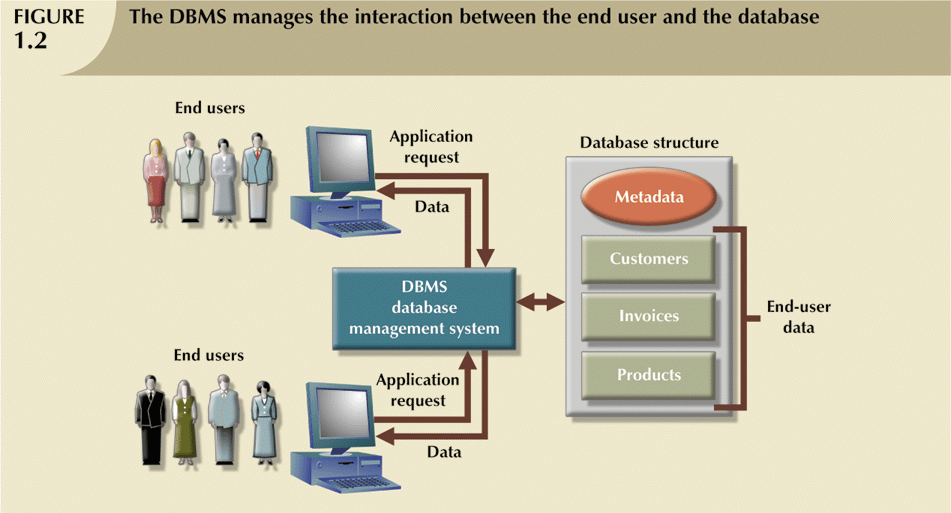 FIGURE
1.2
The DBMS manages the interaction between the end user and the database
End users
Application
request
Data
Database structure
Metadata
Customers
Invoices
Products
End-user
data
DBMS
database
management system
End users
Application
request
Data